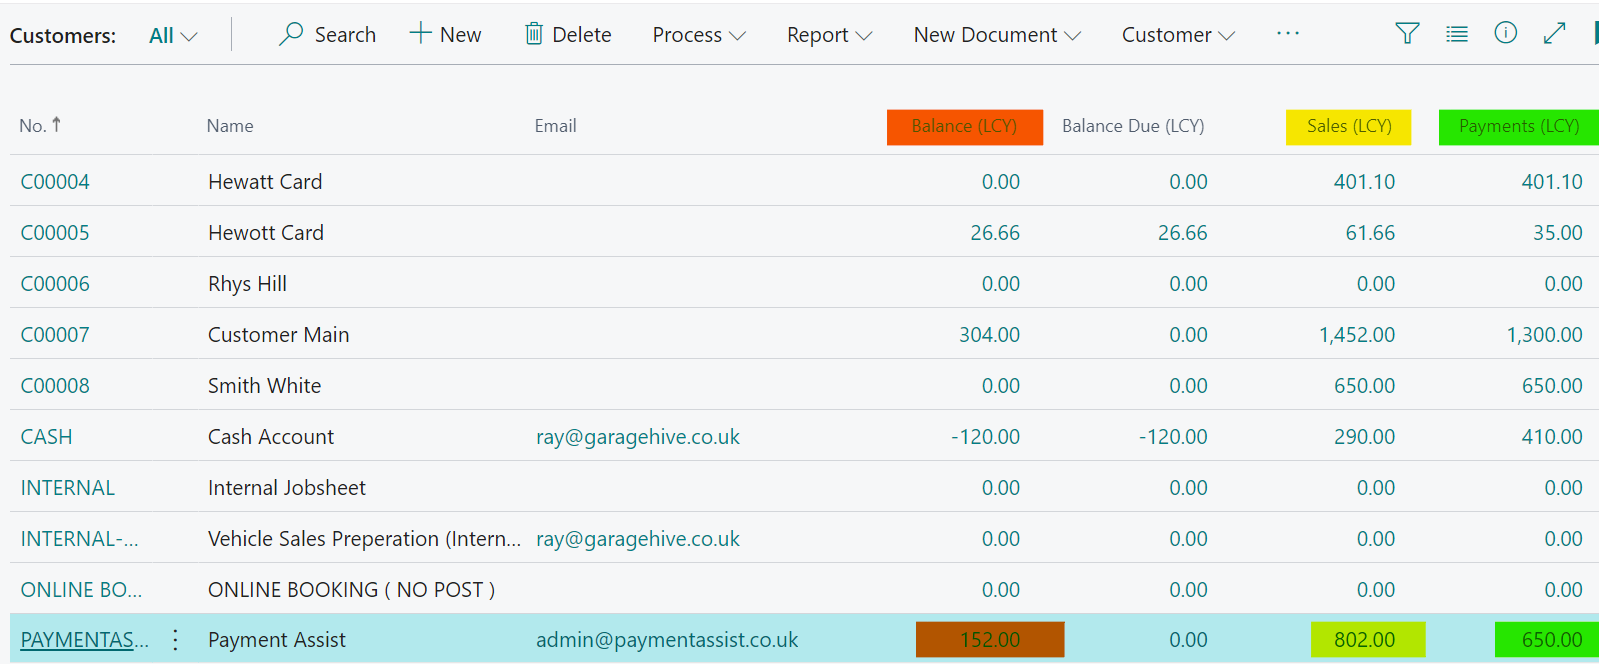 Customers: All Search New Delete Process Report New Document Customer ...
No. ↑ Name Email Balance (LCY) Balance Due (LCY) Sales (LCY) Payments (LCY)
C00004 Hewatt Card 0.00 0.00 401.10 401.10
C00005 Hewott Card 26.66 26.66 61.66 35.00
C00006 Rhys Hill 0.00 0.00 0.00 0.00
C00007 Customer Main 304.00 0.00 1,452.00 1,300.00
C00008 Smith White 0.00 0.00 650.00 650.00
CASH Cash Account ray@garagehive.co.uk -120.00 -120.00 290.00 410.00
INTERNAL Internal Jobsheet 0.00 0.00 0.00 0.00
INTERNAL-... Vehicle Sales Preperation (Intern... ray@garagehive.co.uk 0.00 0.00 0.00 0.00
ONLINE BO... ONLINE BOOKING ( NO POST ) 0.00 0.00 0.00 0.00
PAYMENTAS... Payment Assist admin@paymentassist.co.uk 152.00 0.00 802.00 650.00